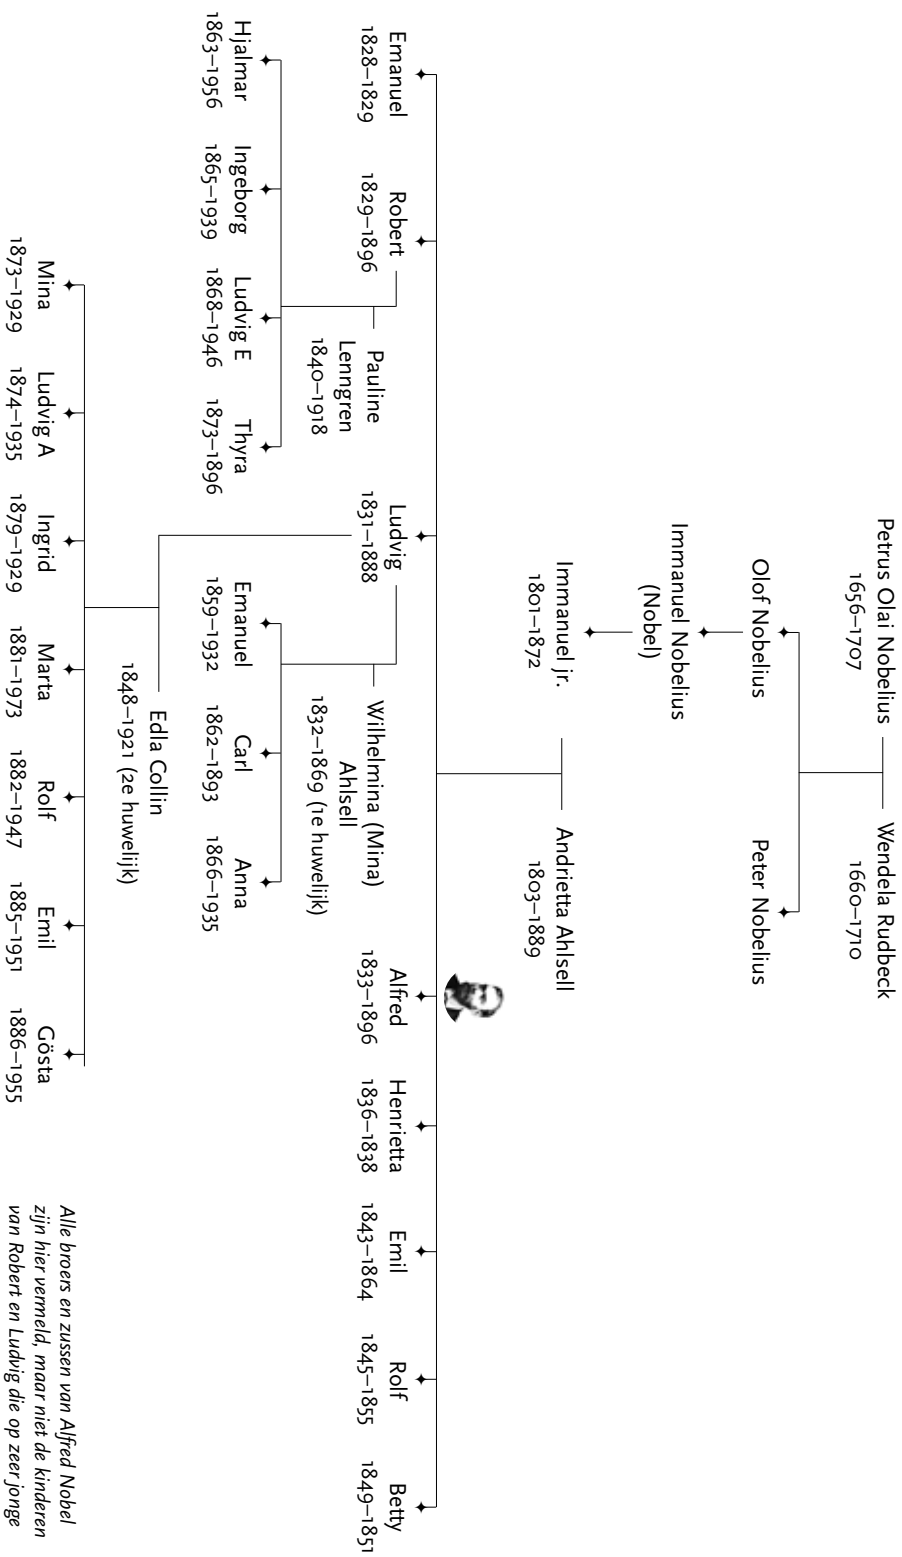 Petrus Olai Nobelius
1656–1707
Wendela Rudbeck
1660–1710
Olof Nobelius
Peter Nobelius
Immanuel Nobelius
(Nobel)
Immanuel jr.
1801–1872
Andrietta Ahlsell
1803–1889
Emanuel
1828–1829
Robert
1829–1896
Ludvig
1831–1888
Alfred
1833–1896
Henrietta
1836–1838
Emil
1843–1864
Rolf
1845–1855
Betty
1849–1851
Pauline
Lenngren
1840–1918
Wilhelmina (Mina)
Ahlsell
1832–1869 (1e huwelijk)
Hjalmar
1863–1956
Ingeborg
1865–1939
Ludvig E
1868–1946
Thyra
1873–1896
Emanuel
1859–1932
Carl
1862–1893
Anna
1866–1935
Edla Collin
1848–1921 (2e huwelijk)
Mina
1873–1929
Ludvig A
1874–1935
Ingrid
1879–1929
Marta
1881–1973
Rolf
1882–1947
Emil
1885–1951
Gösta
1886–1955
Alle broers en zussen van Alfred Nobel
zijn hier vermeld, maar niet de kinderen
van Robert en Ludvig die op zeer jonge